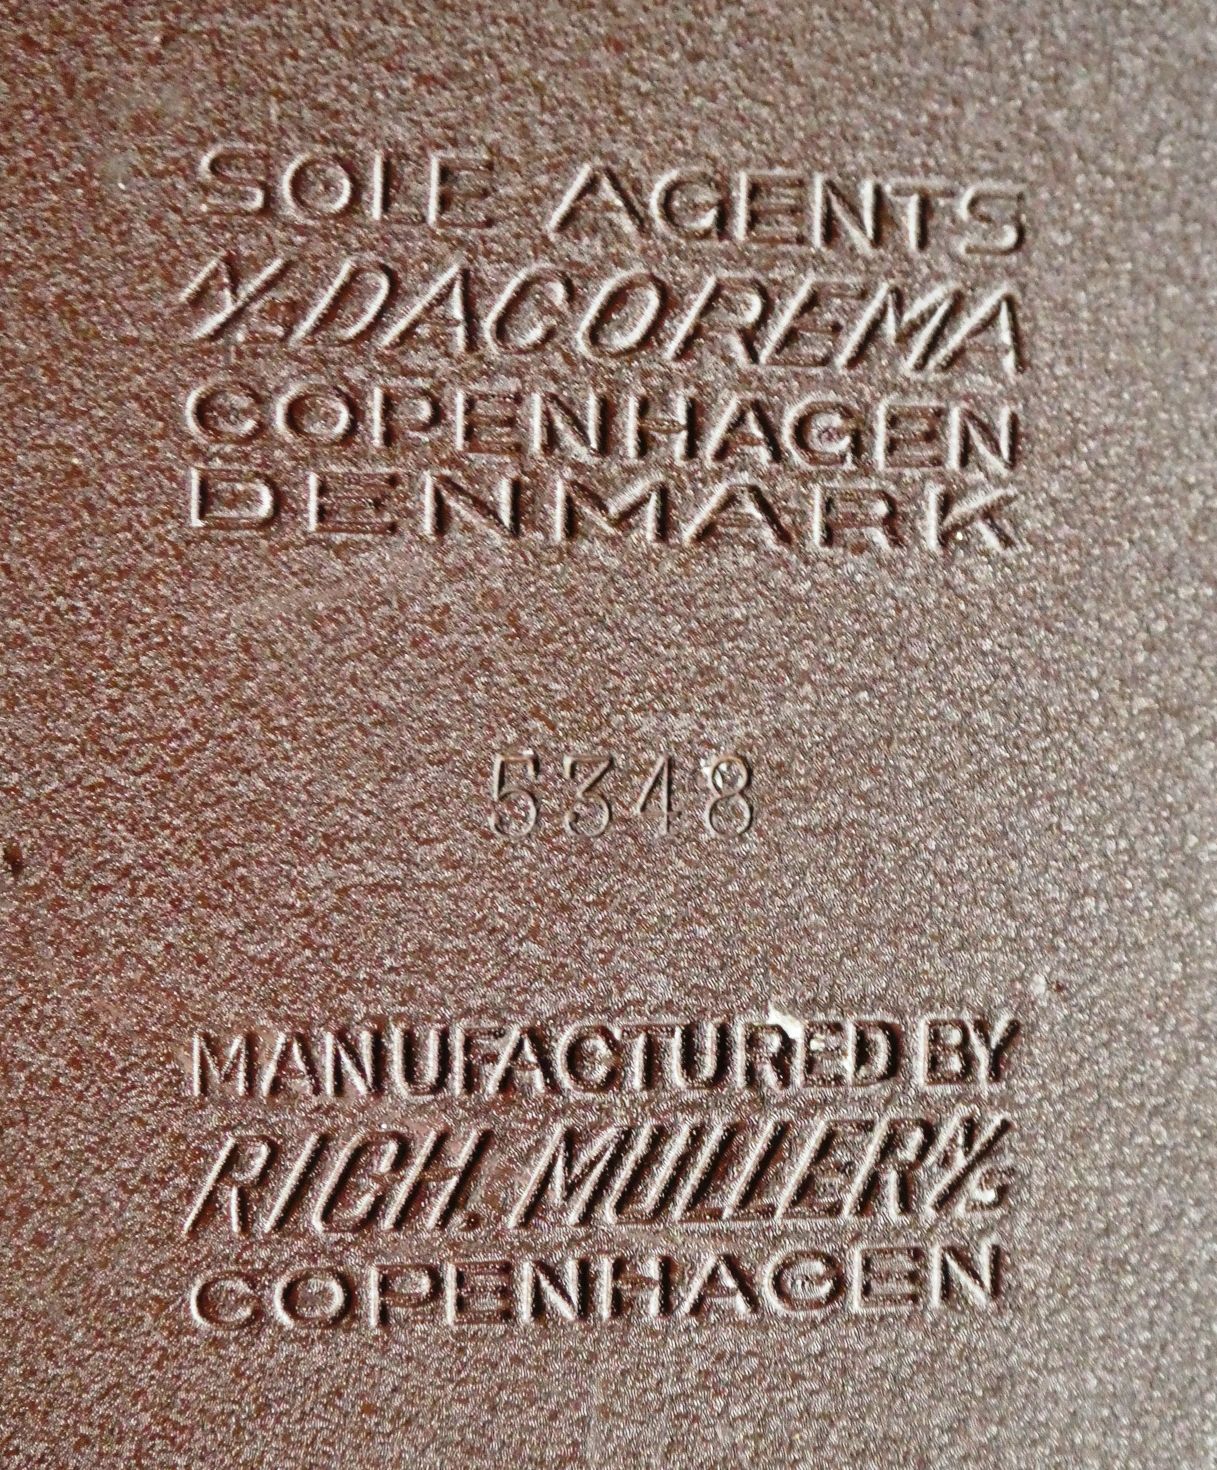 SOLE AGENTS
A/S DACOREMA
COPENHAGEN
DENMARK
5348
MANUFACTURED BY
RICH. MULLER A/S
COPENHAGEN